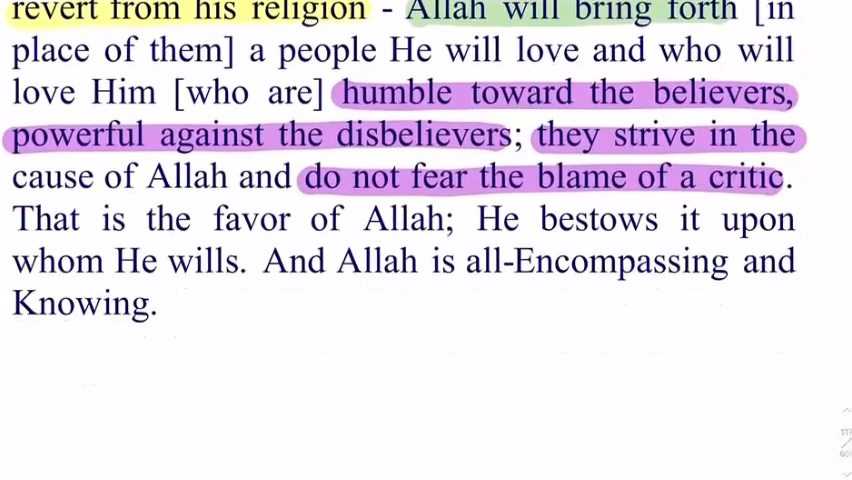 revert from his religion - Allah will bring forth [in
place of them] a people He will love and who will
love Him [who are] humble toward the believers,
powerful against the disbelievers; they strive in the
cause of Allah and do not fear the blame of a critic.
That is the favor of Allah; He bestows it upon
whom He wills. And Allah is all-Encompassing and
Knowing.